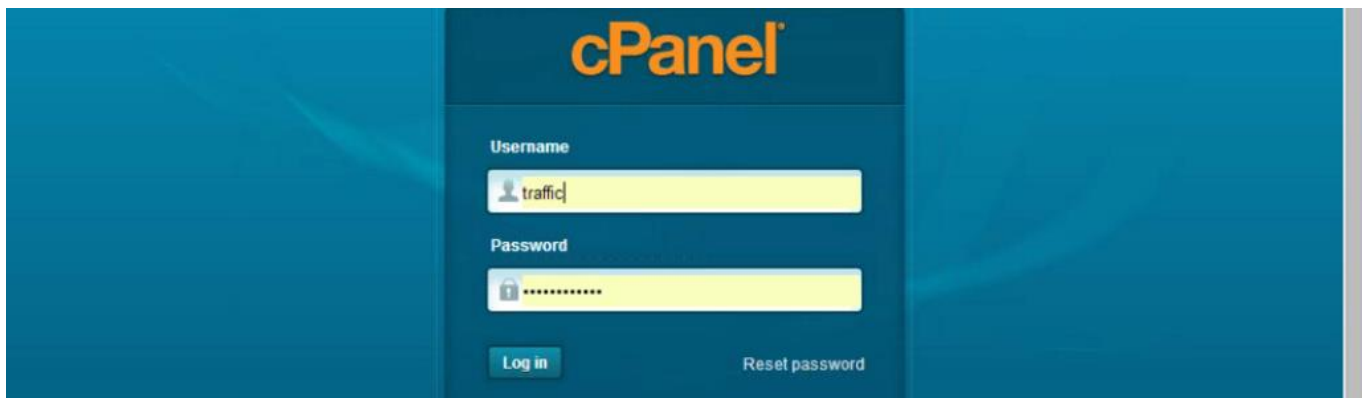 cPanel®
Username
traffic
Password
••••••••••••
Log in
Reset password